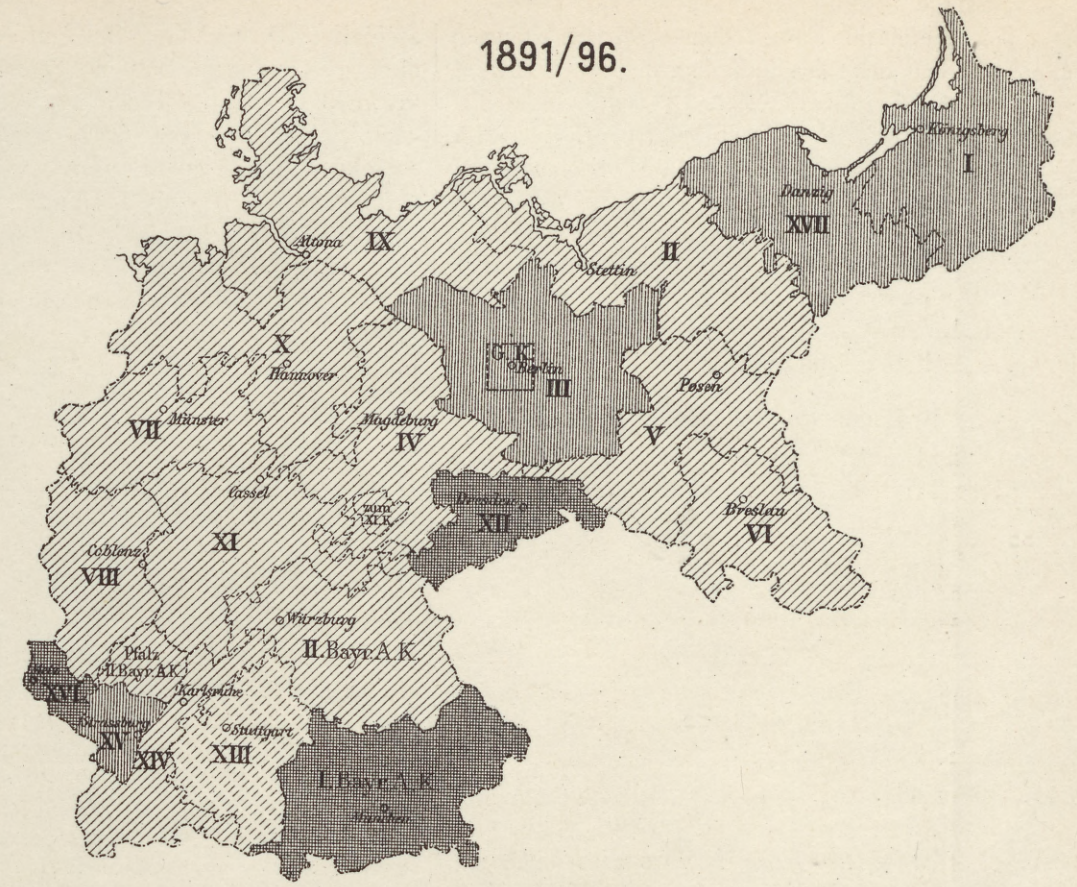 1891/96.
Königsberg
I
Danzig
XVII
Altona
IX
II
Stettin
X
Hannover
G.K.
Berlin
III
Posen
VII
Münster
Magdeburg
IV
V
Cassel
zum
XI.K.
Dresden
XII
Breslau
VI
XI
Coblenz
VIII
Würzburg
Pfalz
II.Bayr.A.K.
II.Bayr.A.K.
XVI.
Karlsruhe
Strassburg
XV
XIV
Stuttgart
XIII
I.Bayr.A.K.
München